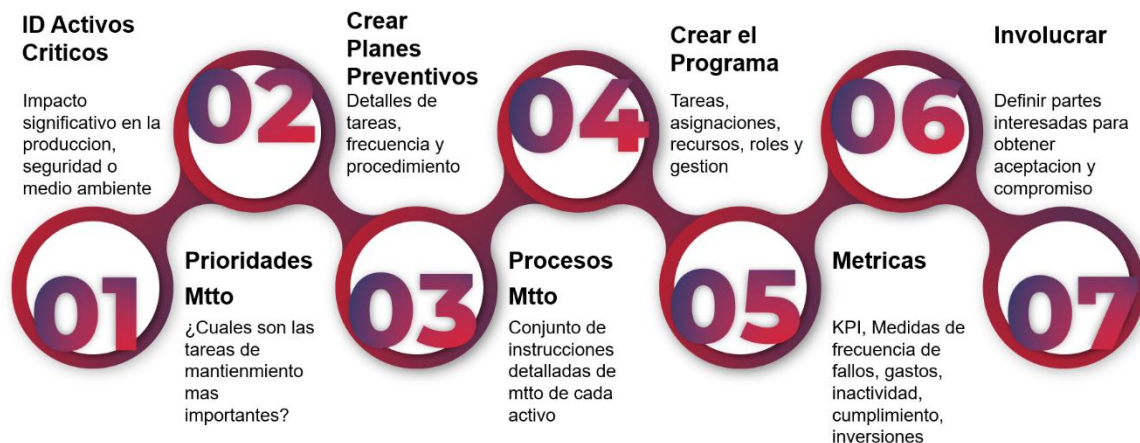 ID Activos
Criticos
Impacto
significativo en la
produccion,
seguridad o
medio ambiente
01
02
Prioridades
Mtto
¿Cuales son las
tareas de
mantienmiento
mas
importantes?
Crear
Planes
Preventivos
Detalles de
tareas,
frecuencia y
procedimiento
03
04
Procesos
Mtto
Conjunto de
instrucciones
detalladas de
mtto de cada
activo
Crear el
Programa
Tareas,
asignaciones,
recursos, roles y
gestion
05
06
Metricas
KPI, Medidas de
frecuencia de
fallos, gastos,
inactividad,
cumplimiento,
inversiones
Involucrar
Definir partes
interesadas para
obtener
aceptacion y
compromiso
07